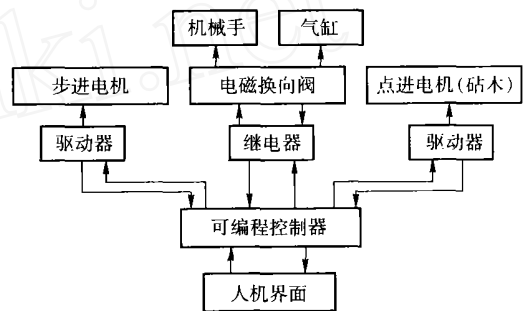 机械手
气缸
步进电机
电磁换向阀
点进电机(砧木)
驱动器
继电器
驱动器
可编程控制器
人机界面